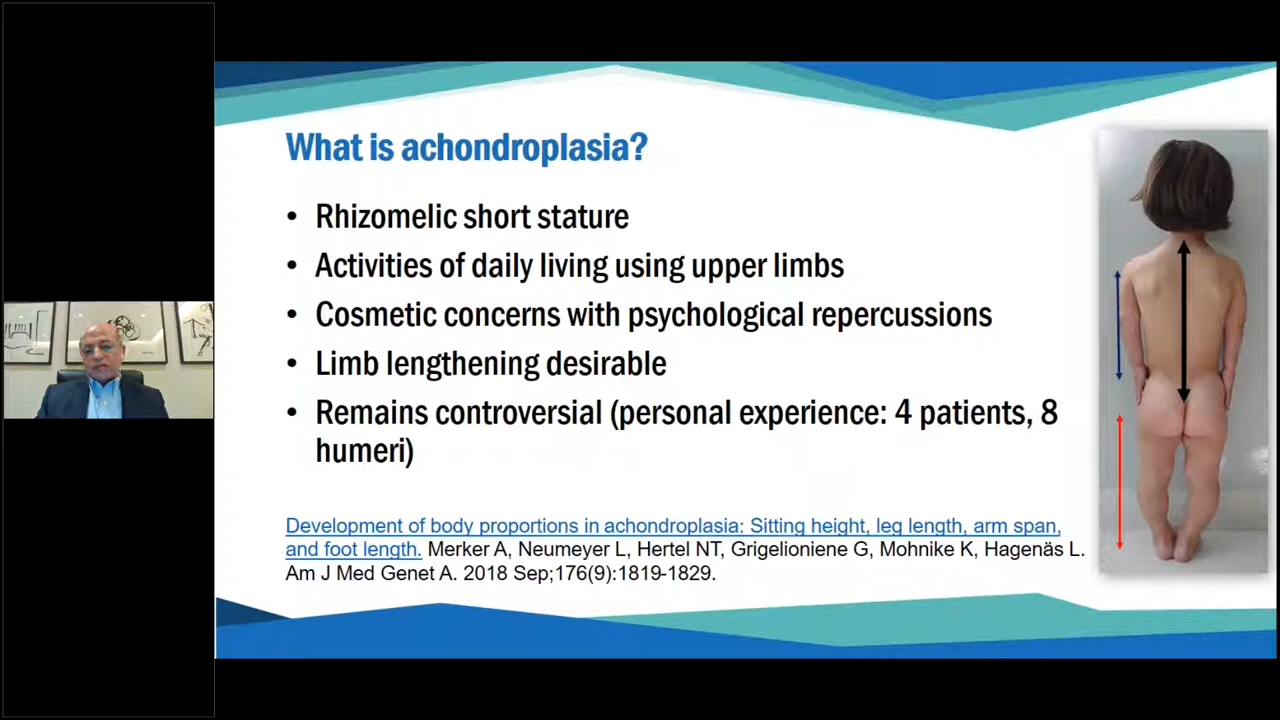 What is achondroplasia?
• Rhizomelic short stature
• Activities of daily living using upper limbs
• Cosmetic concerns with psychological repercussions
• Limb lengthening desirable
• Remains controversial (personal experience: 4 patients, 8
humeri)
Development of body proportions in achondroplasia: Sitting height, leg length, arm span,
and foot length. Merker A, Neumeyer L, Hertel NT, Grigelioniene G, Mohnike K, Hagenäs L.
Am J Med Genet A. 2018 Sep;176(9):1819-1829.